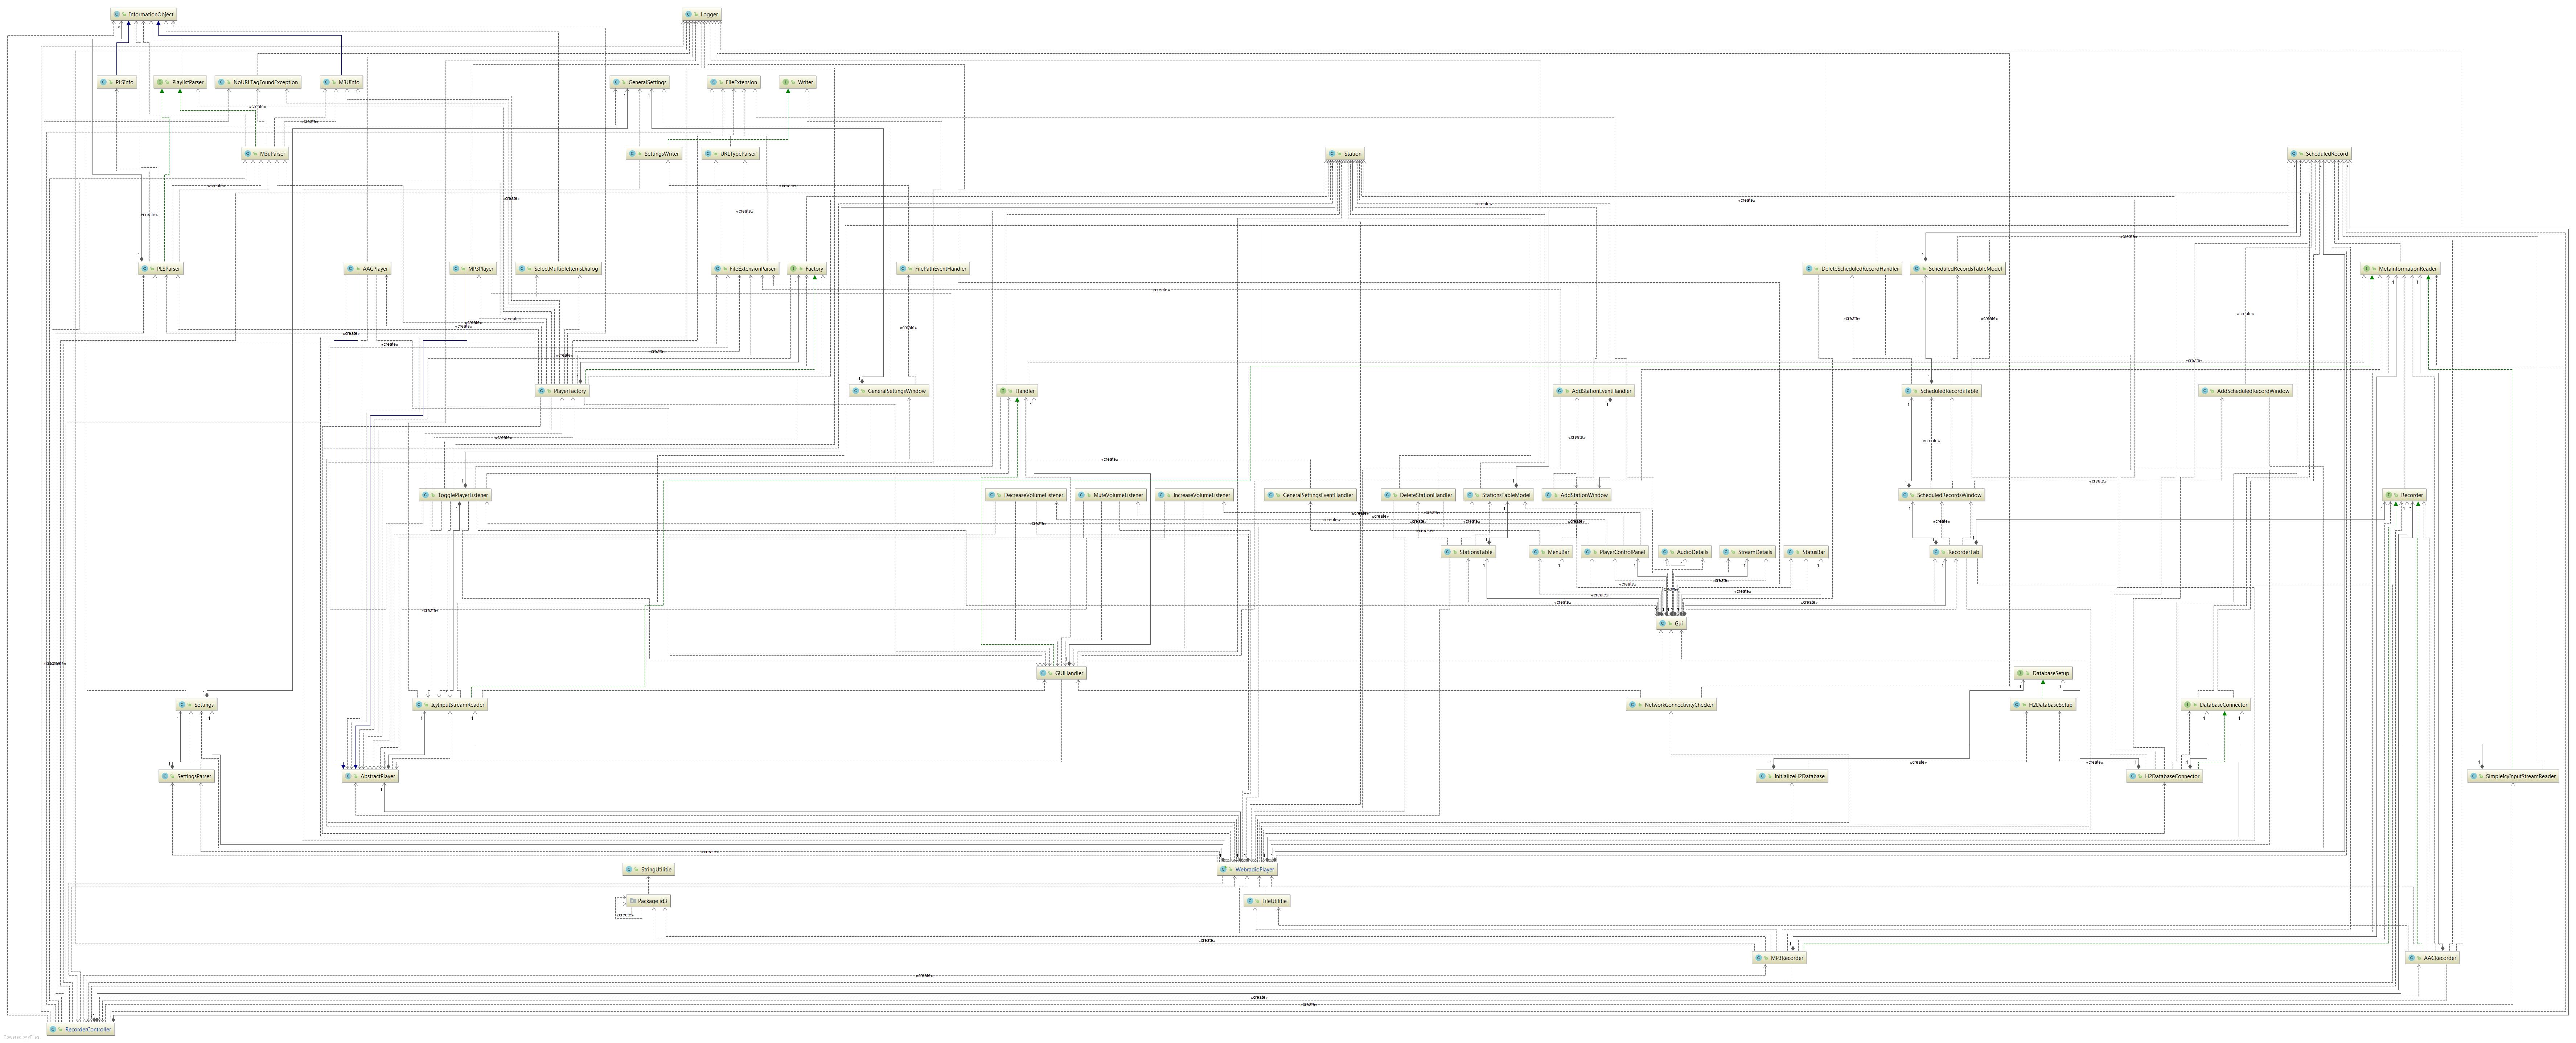 InformationObject
Logger
PLSInfo
PlaylistParser
NoURLTagFoundException
M3UInfo
GeneralSettings
FileExtension
Writer
M3uParser
SettingsWriter
URLTypeParser
Station
ScheduledRecord
PLSParser
AACPlayer
MP3Player
SelectMultipleItemsDialog
FileExtensionParser
Factory
FilePathEventHandler
DeleteScheduledRecordHandler
ScheduledRecordsTableModel
MetainformationReader
PlayerFactory
GeneralSettingsWindow
Handler
AddStationEventHandler
ScheduledRecordsTable
AddScheduledRecordWindow
TogglePlayerListener
DecreaseVolumeListener
MuteVolumeListener
IncreaseVolumeListener
GeneralSettingsEventHandler
DeleteStationHandler
StationsTableModel
AddStationWindow
ScheduledRecordsWindow
Recorder
StationsTable
MenuBar
PlayerControlPanel
AudioDetails
StreamDetails
StatusBar
RecorderTab
Gui
GUIHandler
DatabaseSetup
Settings
IcyInputStreamReader
NetworkConnectivityChecker
H2DatabaseSetup
DatabaseConnector
SettingsParser
AbstractPlayer
InitializeH2Database
H2DatabaseConnector
SimpleIcyInputStreamReader
StringUtilitie
WebradioPlayer
Package id3
FileUtilitie
«create»
MP3Recorder
AACRecorder
«create»
«create»
«create»
RecorderController
Powered by yFiles